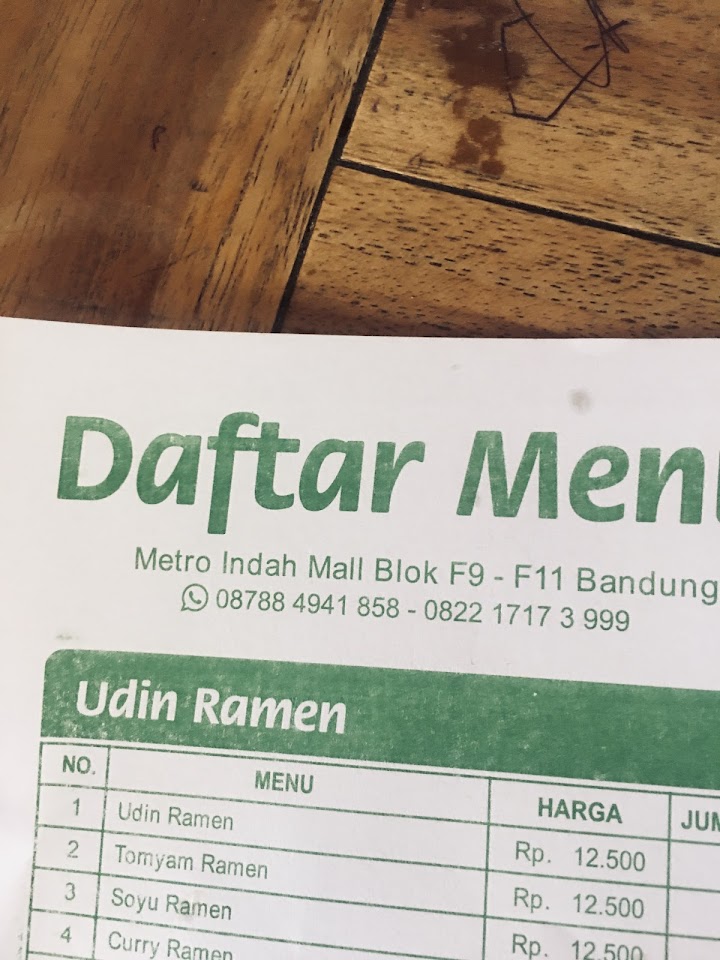 Daftar Menu
Metro Indah Mall Blok F9 - F11 Bandung
08788 4941 858 - 0822 1717 3 999
Udin Ramen
NO. MENU HARGA JUM
1 Udin Ramen Rp. 12.500
2 Tomyam Ramen Rp. 12.500
3 Soyu Ramen Rp. 12.500
4 Curry Ramen